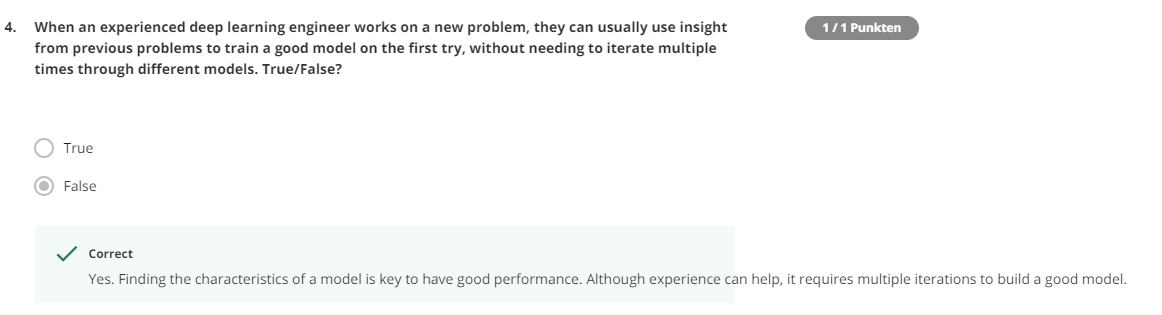 4. When an experienced deep learning engineer works on a new problem, they can usually use insight
from previous problems to train a good model on the first try, without needing to iterate multiple
times through different models. True/False?
1 / 1 Punkten
True
False
Correct
Yes. Finding the characteristics of a model is key to have good performance. Although experience can help, it requires multiple iterations to build a good model.